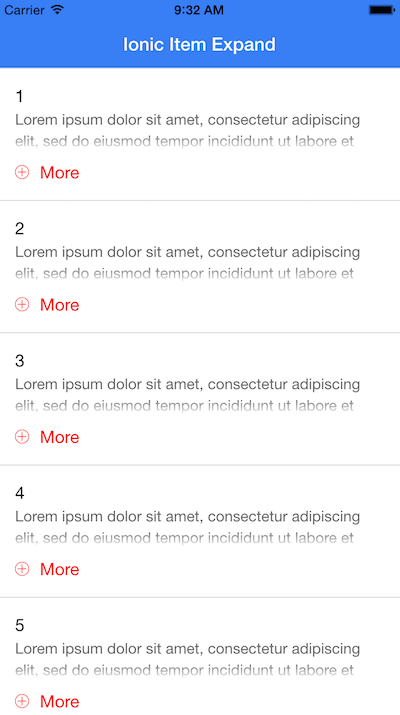 Carrier 9:32 AM
Ionic Item Expand
1
Lorem ipsum dolor sit amet, consectetur adipiscing
elit, sed do eiusmod tempor incididunt ut labore et
More
2
Lorem ipsum dolor sit amet, consectetur adipiscing
elit, sed do eiusmod tempor incididunt ut labore et
More
3
Lorem ipsum dolor sit amet, consectetur adipiscing
elit, sed do eiusmod tempor incididunt ut labore et
More
4
Lorem ipsum dolor sit amet, consectetur adipiscing
elit, sed do eiusmod tempor incididunt ut labore et
More
5
Lorem ipsum dolor sit amet, consectetur adipiscing
elit, sed do eiusmod tempor incididunt ut labore et
More